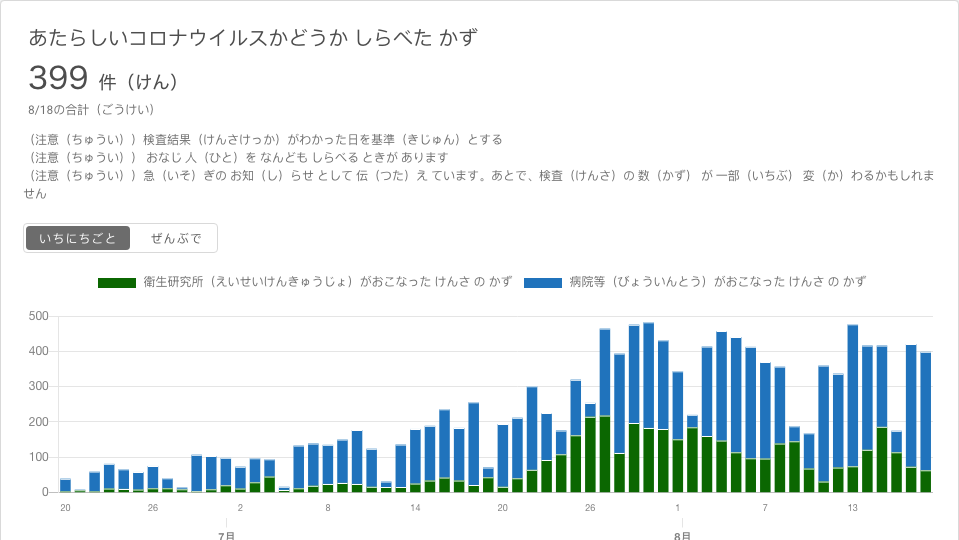 あたらしいコロナウイルスかどうか しらべた かず
399 件（けん）
8/18の合計（ごうけい）
（注意（ちゅうい））検査結果（けんさけっか）がわかった日を基準（きじゅん）とする
（注意（ちゅうい）） おなじ 人（ひと）を なんども しらべる ときが あります
（注意（ちゅうい））急（いそ）ぎの お知（し）らせ として 伝（つた）え ています。あとで、検査（けんさ）の 数（かず） が 一部（いちぶ） 変（か）わるかもしれま
せん
いちにちごと ぜんぶで
衛生研究所（えいせいけんきゅうじょ）がおこなった けんさ の かず 病院等（びょういんとう）がおこなった けんさ の かず
500
400
300
200
100
0
20 26 2 8 14 20 26 1 7 13
7月 8月